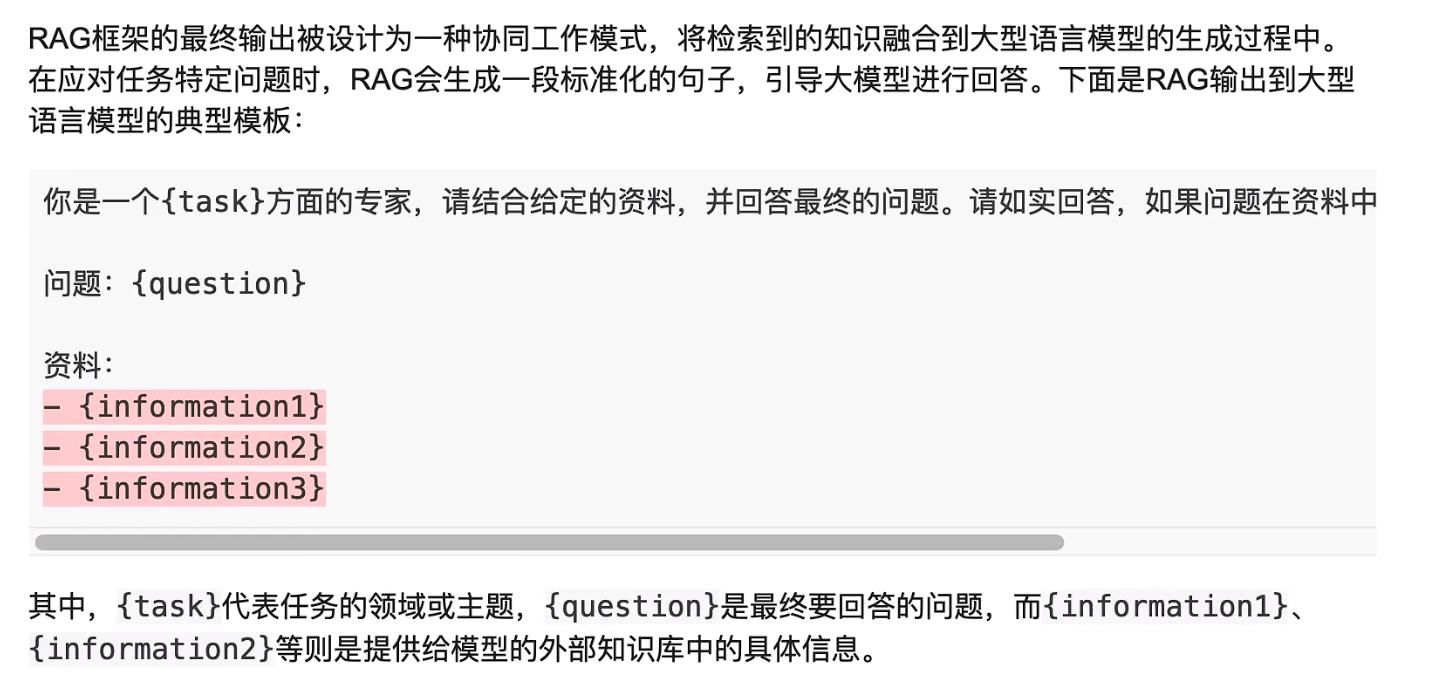 RAG框架的最终输出被设计为一种协同工作模式，将检索到的知识融合到大型语言模型的生成过程中。
在应对任务特定问题时，RAG会生成一段标准化的句子，引导大模型进行回答。下面是RAG输出到大型
语言模型的典型模板：
你是一个{task}方面的专家，请结合给定的资料，并回答最终的问题。请如实回答，如果问题在资料中
问题：{question}
资料：
- {information1}
- {information2}
- {information3}
其中，{task}代表任务的领域或主题，{question}是最终要回答的问题，而{information1}、
{information2}等则是提供给模型的外部知识库中的具体信息。